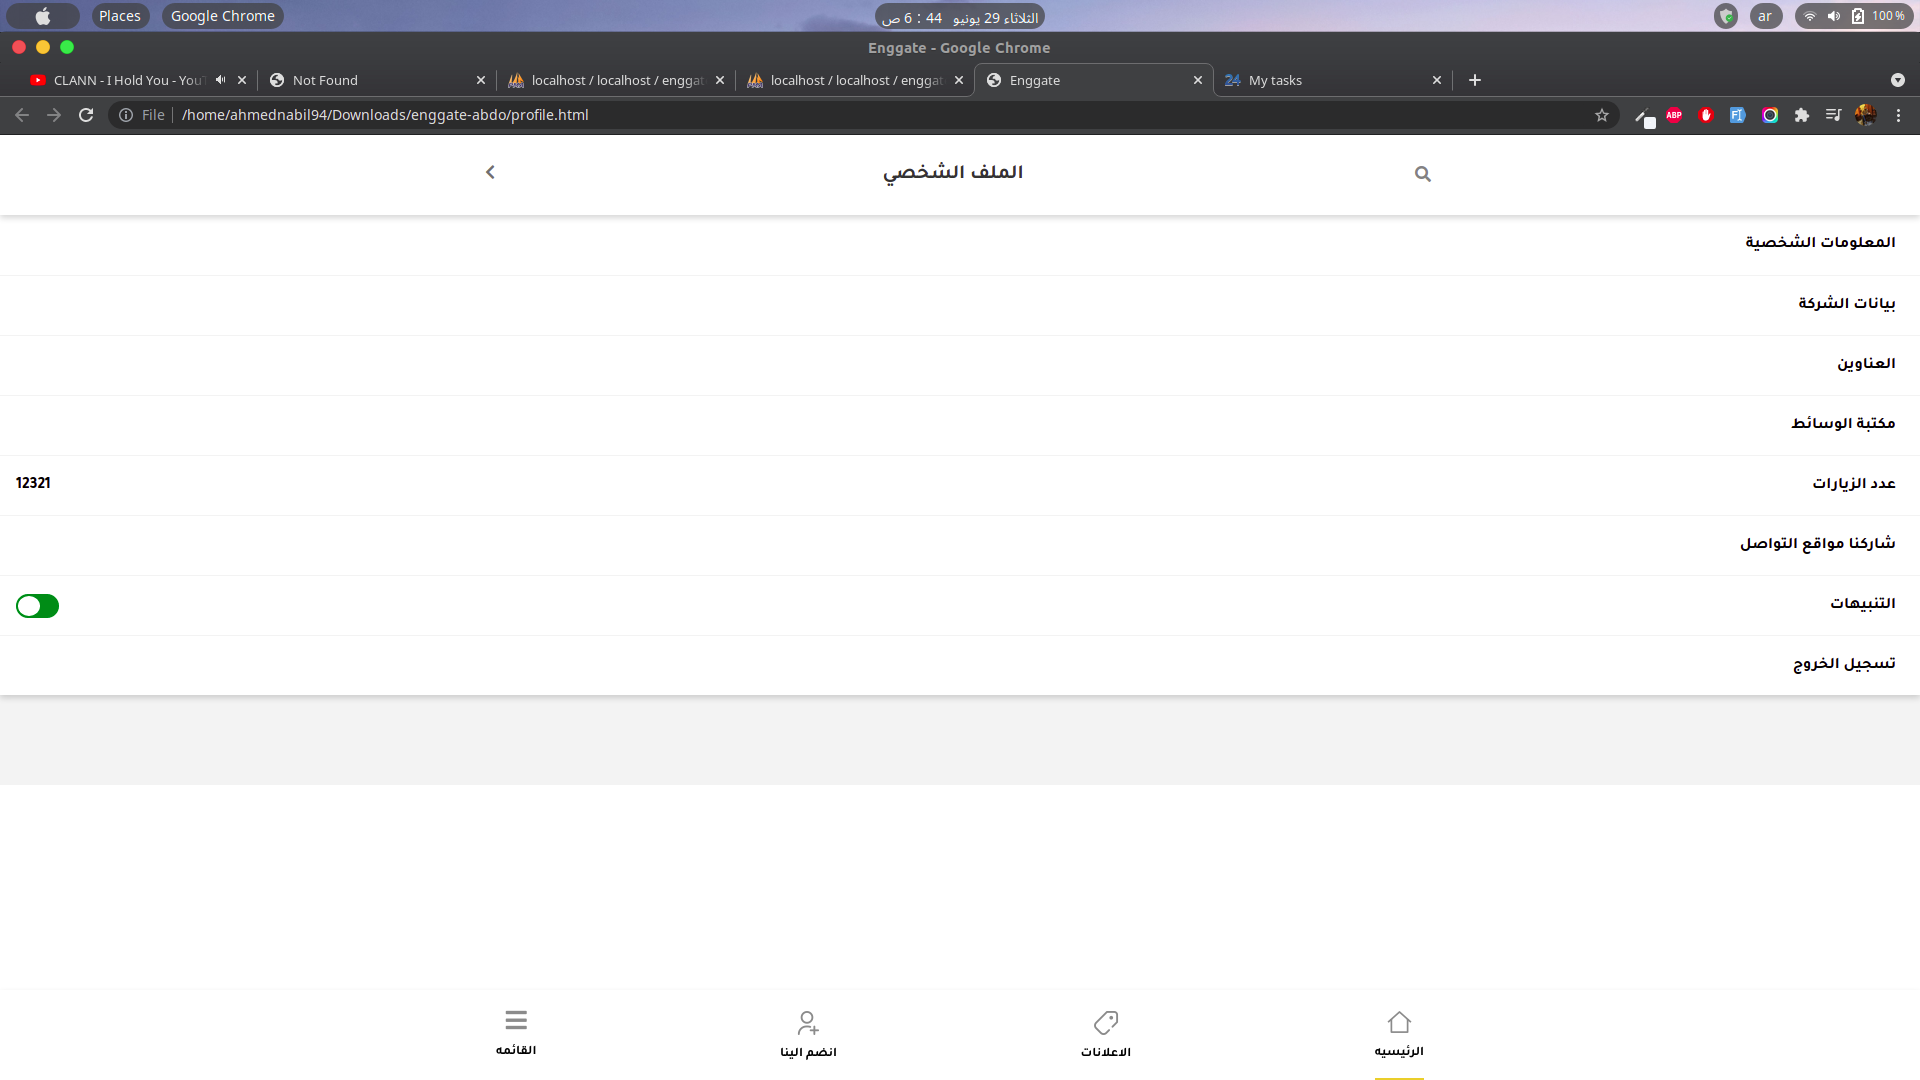 Places Google Chrome الثلاثاء 29 يونيو 44 : 6 ص ar 100 %
Enggate - Google Chrome
CLANN - I Hold You - YouT Not Found localhost / localhost / enggat localhost / localhost / enggat Enggate 24 My tasks
File /home/ahmednabil94/Downloads/enggate-abdo/profile.html ABP
الملف الشخصي
المعلومات الشخصية
بيانات الشركة
العناوين
مكتبة الوسائط
عدد الزيارات 12321
شاركنا مواقع التواصل
التنبيهات
تسجيل الخروج
الرئيسيه الاعلانات انضم الينا القائمه